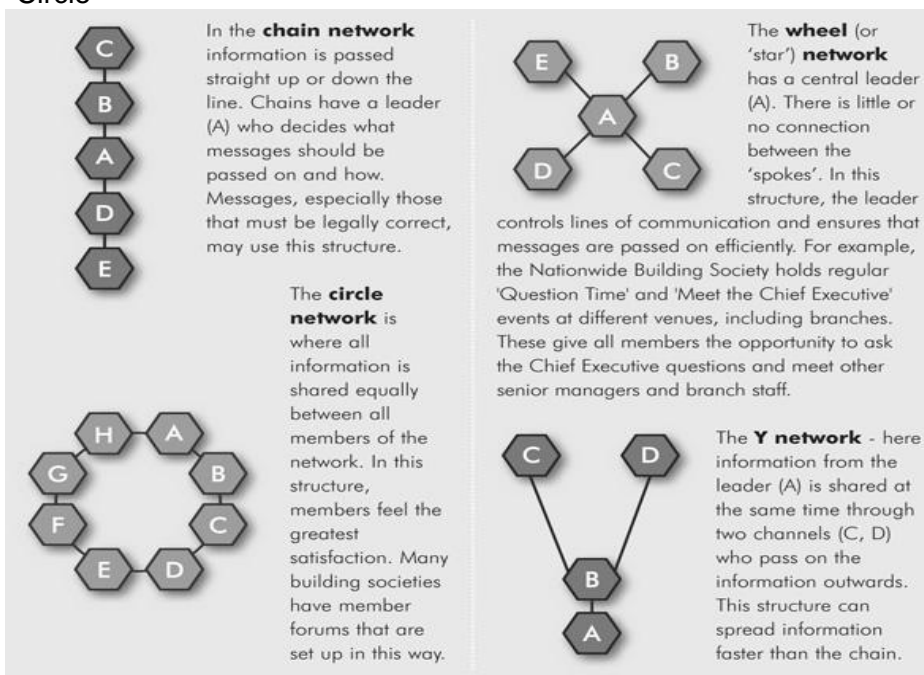 Circle
C
B
A
D
E
In the chain network
information is passed
straight up or down the
line. Chains have a leader
(A) who decides what
messages should be
passed on and how.
Messages, especially those
that must be legally correct,
may use this structure.
H
A
G
B
F
C
E
D
The circle
network is
where all
information is
shared equally
between all
members of the
network. In this
structure,
members feel the
greatest
satisfaction. Many
building societies
have member
forums that are
set up in this way.
E
B
A
D
C
The wheel (or
‘star’) network
has a central leader
(A). There is little or
no connection
between the
‘spokes’. In this
structure, the leader
controls lines of communication and ensures that
messages are passed on efficiently. For example,
the Nationwide Building Society holds regular
'Question Time' and 'Meet the Chief Executive'
events at different venues, including branches.
These give all members the opportunity to ask
the Chief Executive questions and meet other
senior managers and branch staff.
C
D
B
A
The Y network - here
information from the
leader (A) is shared at
the same time through
two channels (C, D)
who pass on the
information outwards.
This structure can
spread information
faster than the chain.